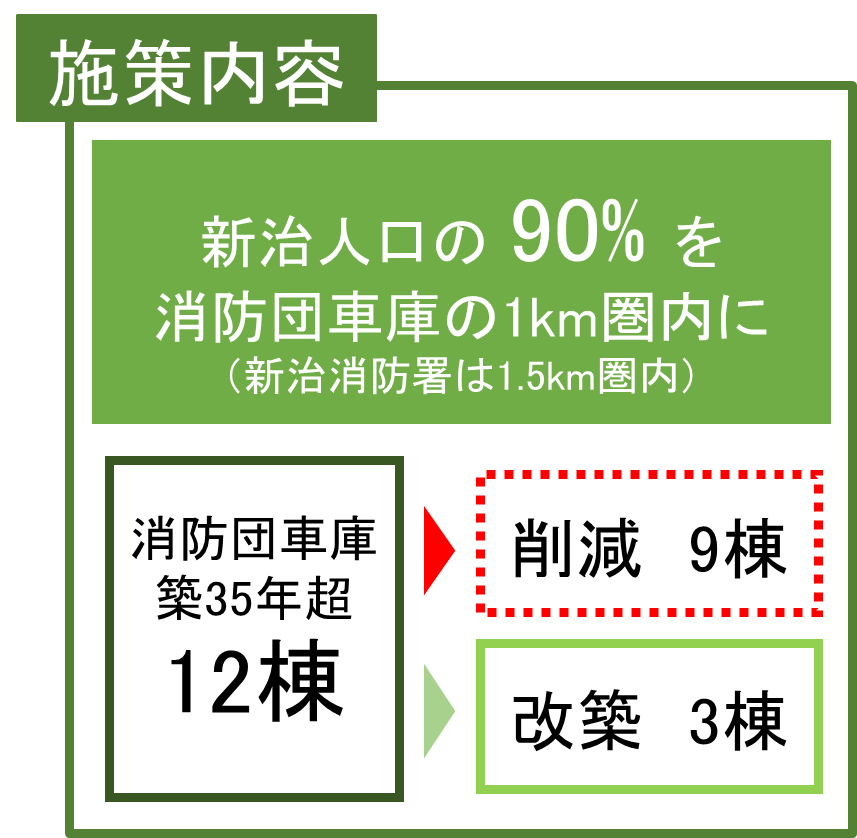 施策内容
新治人口の 90% を
消防団車庫の1km圏内に
（新治消防署は1.5km圏内）
消防団車庫
築35年超
12棟
削減 9棟
改築 3棟